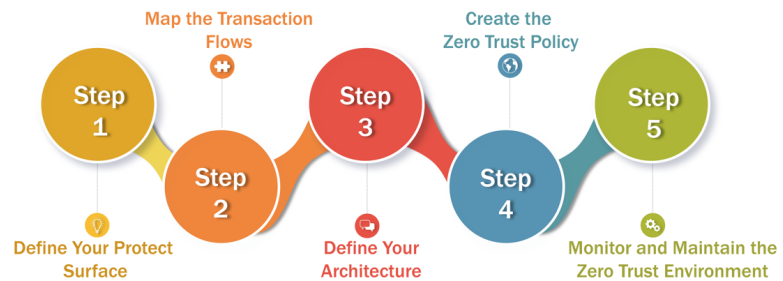 Map the Transaction
Flows
Create the
Zero Trust Policy
Step
1
Step
2
Step
3
Step
4
Step
5
Define Your Protect
Surface
Define Your
Architecture
Monitor and Maintain the
Zero Trust Environment